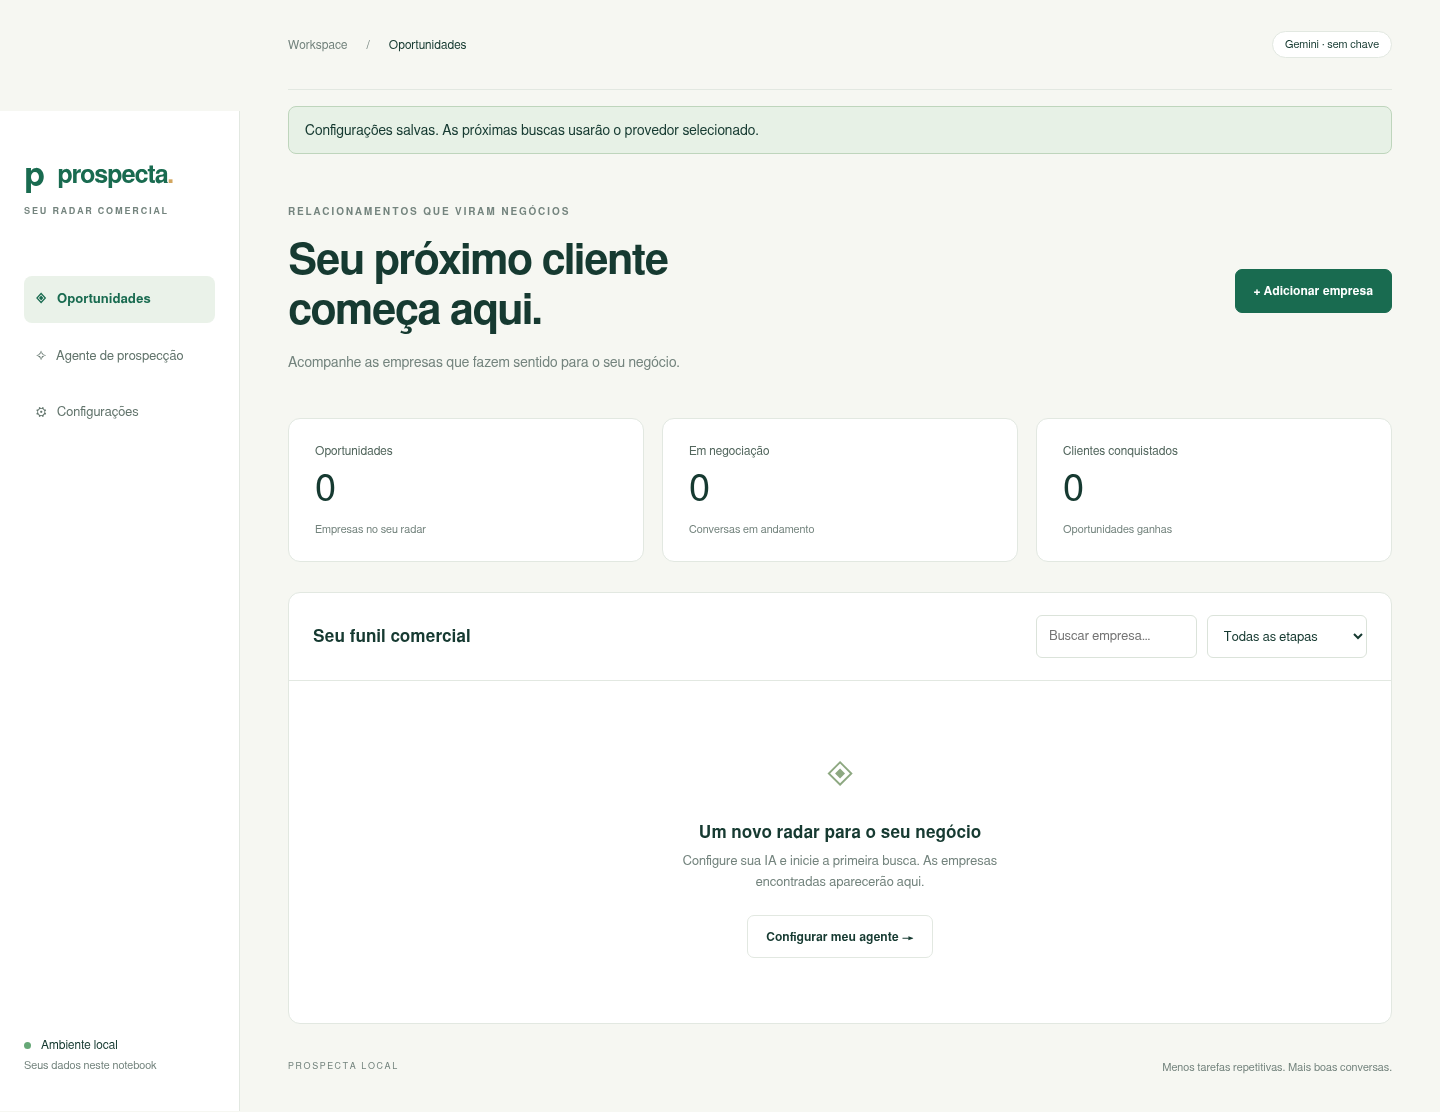 Workspace / Oportunidades
Gemini · sem chave
Configurações salvas. As próximas buscas usarão o provedor selecionado.
p prospecta.
SEU RADAR COMERCIAL
Oportunidades
Agente de prospecção
Configurações
Ambiente local
Seus dados neste notebook
RELACIONAMENTOS QUE VIRAM NEGÓCIOS
Seu próximo cliente
começa aqui.
Acompanhe as empresas que fazem sentido para o seu negócio.
+ Adicionar empresa
Oportunidades
0
Empresas no seu radar
Em negociação
0
Conversas em andamento
Clientes conquistados
0
Oportunidades ganhas
Seu funil comercial
Buscar empresa...
Todas as etapas
Um novo radar para o seu negócio
Configure sua IA e inicie a primeira busca. As empresas
encontradas aparecerão aqui.
Configurar meu agente →
PROSPECTA LOCAL
Menos tarefas repetitivas. Mais boas conversas.